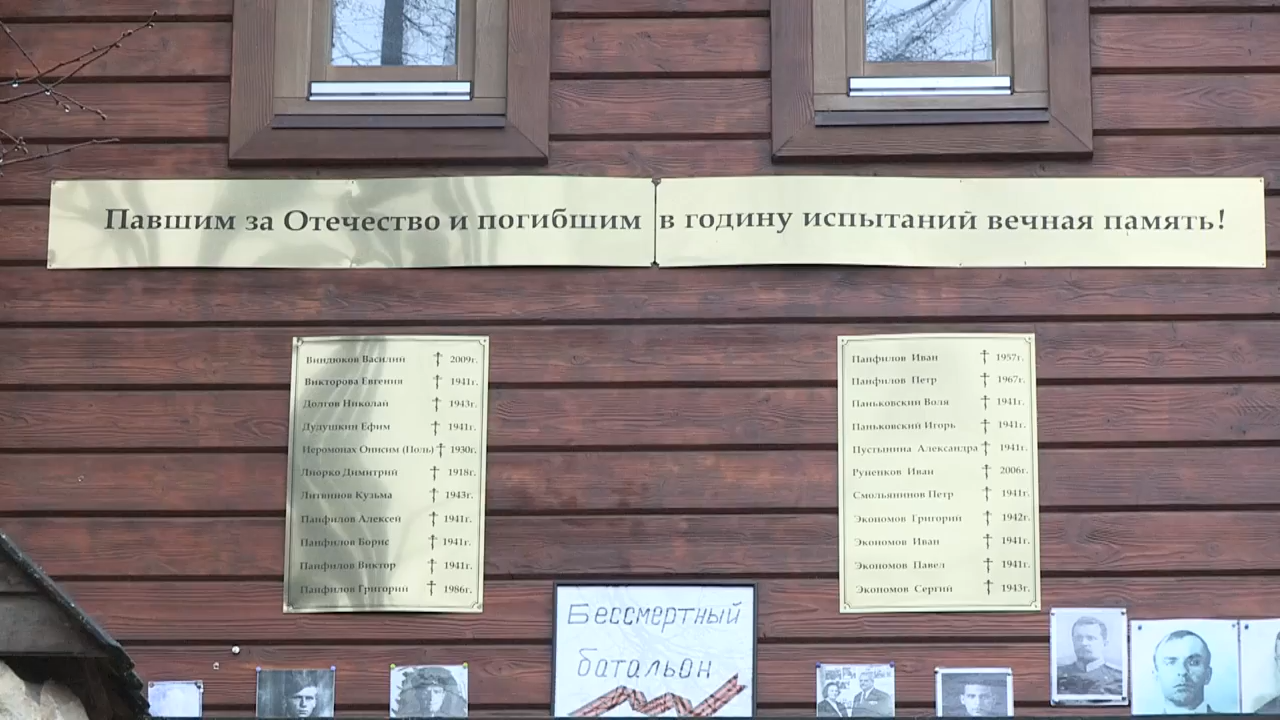 Павшим за Отечество и погибшим в годину испытаний вечная память!
Виндюков Василий 2009г.
Викторова Евгения 1941г.
Долгов Николай 1943г.
Дудушкин Ефим 1941г.
Иеромонах Онисим (Поль) 1930г.
Лиорко Димитрий 1918г.
Литвинов Кузьма 1943г.
Панфилов Алексей 1941г.
Панфилов Борис 1941г.
Панфилов Виктор 1941г.
Панфилов Григорий 1986г.
Панфилов Иван 1957г.
Панфилов Петр 1967г.
Паньковский Воля 1941г.
Паньковский Игорь 1941г.
Пустынина Александра 1941г.
Руненков Иван 2006г.
Смольянинов Петр 1941г.
Экономов Григорий 1942г.
Экономов Иван 1941г.
Экономов Павел 1941г.
Экономов Сергий 1943г.
Бессмертный
батальон